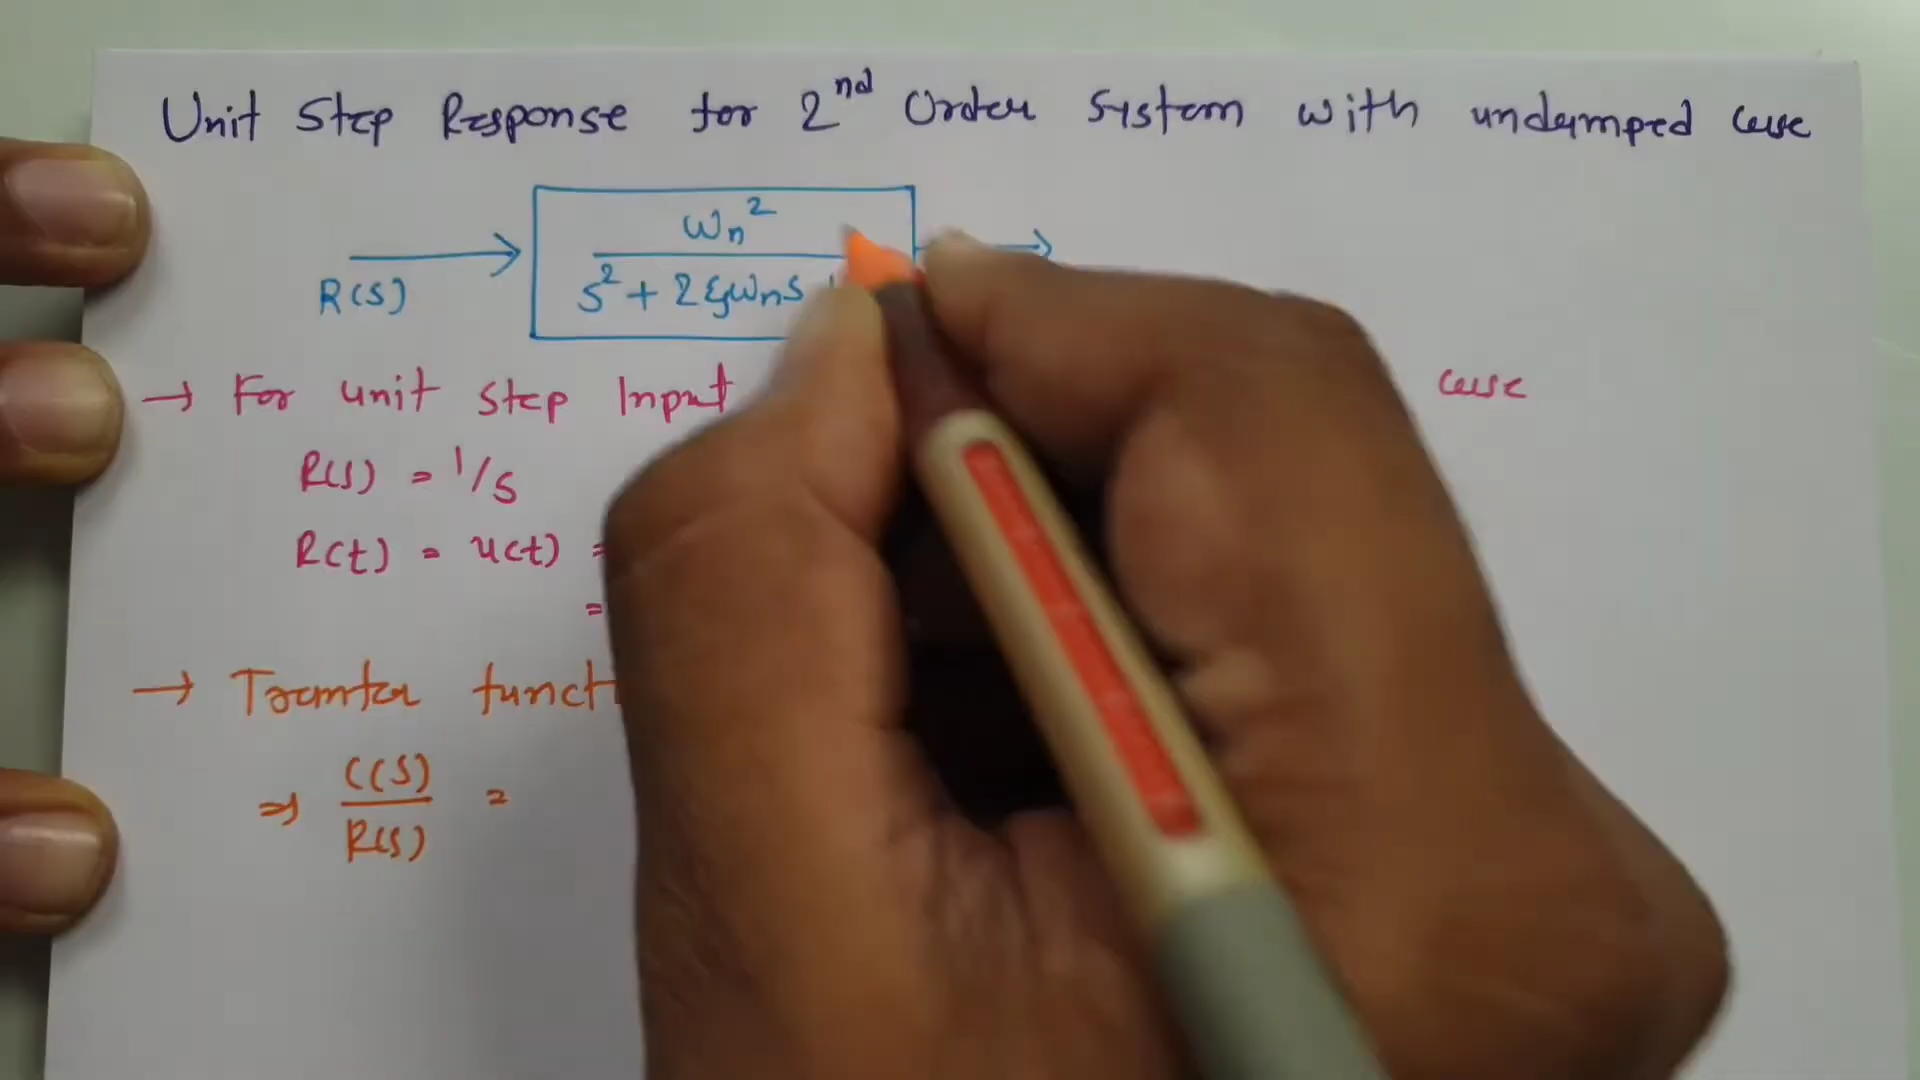 Unit Step Response for 2nd Order System with undamped case
ωn²
R(S)
S² + 2ξωnS
→ For unit step Input
case
R(S) = 1/S
R(t) = u(t) =
=
→ Transfer funct
⇒ C(S) =
R(S)